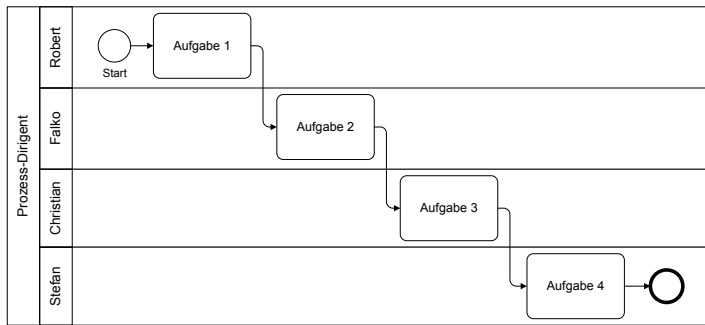 Prozess-Dirigent
Robert
Start
Aufgabe 1
Falko
Aufgabe 2
Christian
Aufgabe 3
Stefan
Aufgabe 4